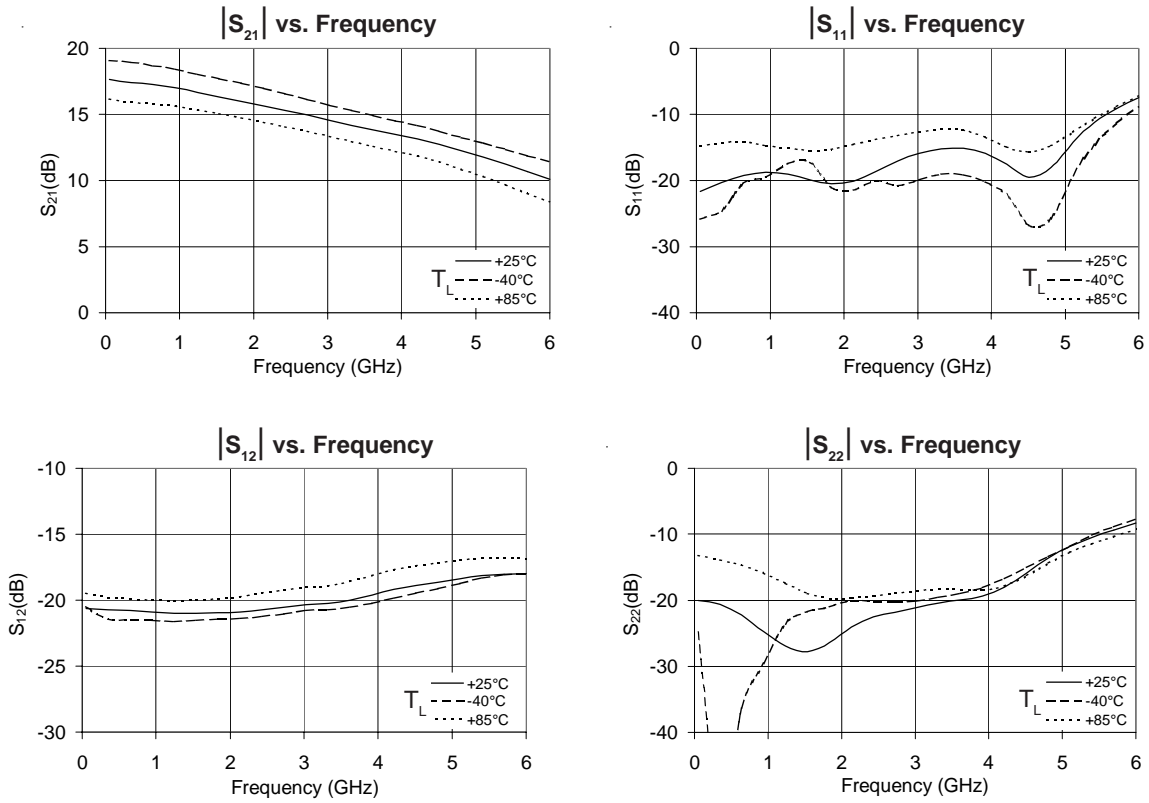 |S21| vs. Frequency
20
15
10
5
0
S21(dB)
0 1 2 3 4 5 6
Frequency (GHz)
TL
+25°C
-40°C
+85°C
|S11| vs. Frequency
0
-10
-20
-30
-40
S11(dB)
0 1 2 3 4 5 6
Frequency (GHz)
TL
+25°C
-40°C
+85°C
|S12| vs. Frequency
-10
-15
-20
-25
-30
S12(dB)
0 1 2 3 4 5 6
Frequency (GHz)
TL
+25°C
-40°C
+85°C
|S22| vs. Frequency
0
-10
-20
-30
-40
S22(dB)
0 1 2 3 4 5 6
Frequency (GHz)
TL
+25°C
-40°C
+85°C